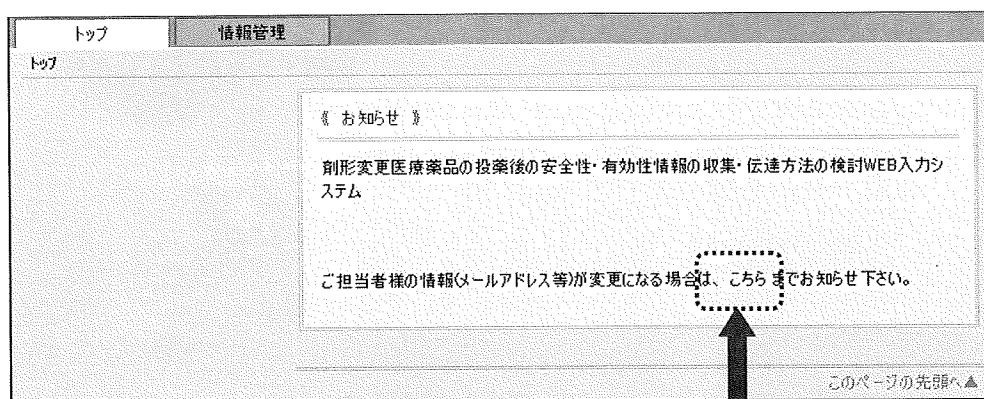 トップ 情報管理
トップ
《 お知らせ 》
剤形変更医療薬品の投薬後の安全性・有効性情報の収集・伝達方法の検討WEB入力シ
ステム
ご担当者様の情報(メールアドレス等)が変更になる場合は、こちら までお知らせ下さい。
このページの先頭へ▲